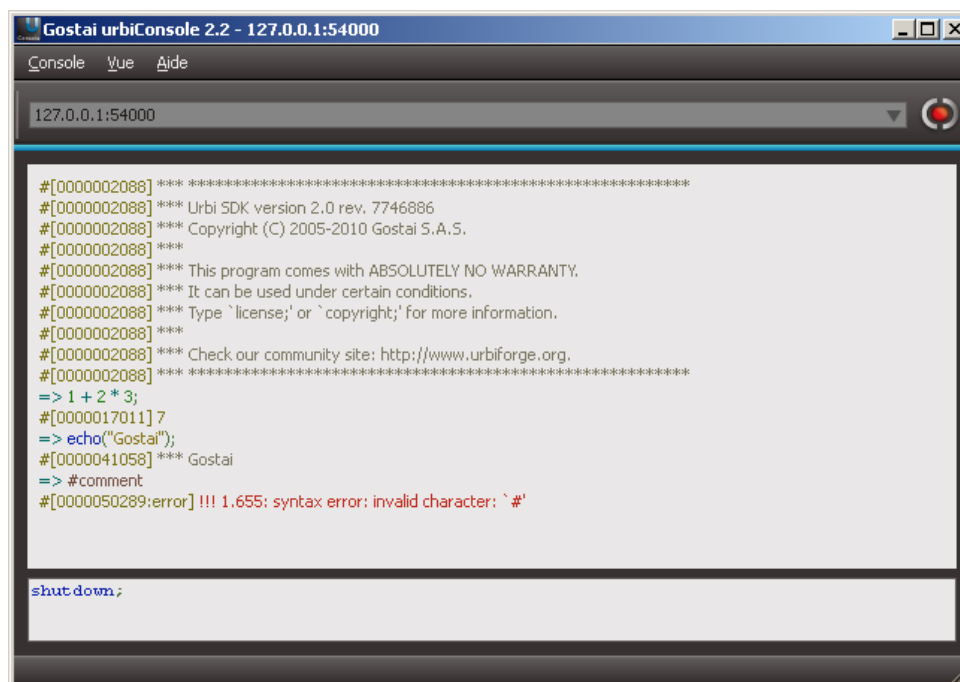 Gostai urbiConsole 2.2 - 127.0.0.1:54000
Console Vue Aide
127.0.0.1:54000
#[0000002088] *** ********************************************************
#[0000002088] *** Urbi SDK version 2.0 rev. 7746886
#[0000002088] *** Copyright (C) 2005-2010 Gostai S.A.S.
#[0000002088] ***
#[0000002088] *** This program comes with ABSOLUTELY NO WARRANTY.
#[0000002088] *** It can be used under certain conditions.
#[0000002088] *** Type `license;' or `copyright;' for more information.
#[0000002088] ***
#[0000002088] *** Check our community site: http://www.urbiforge.org.
#[0000002088] *** ********************************************************
=> 1 + 2 * 3;
#[0000017011] 7
=> echo("Gostai");
#[0000041058] *** Gostai
=> #comment
#[0000050289:error] !!! 1.655: syntax error: invalid character: `#'
shutdown;